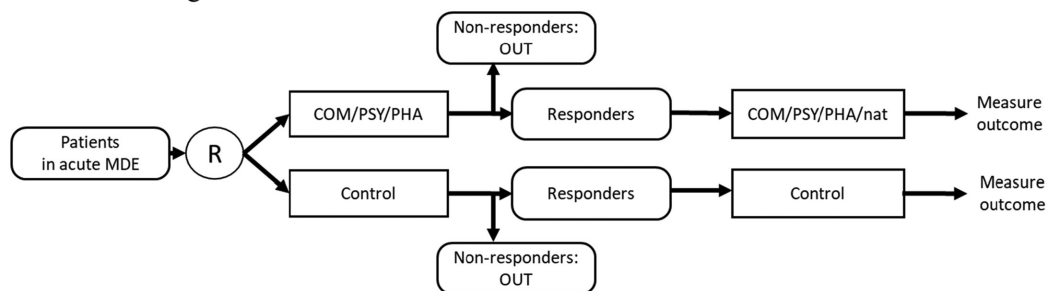 Non-responders:
OUT
COM/PSY/PHA
Responders
COM/PSY/PHA/nat
Measure
outcome
Patients
in acute MDE
R
Control
Responders
Control
Measure
outcome
Non-responders:
OUT